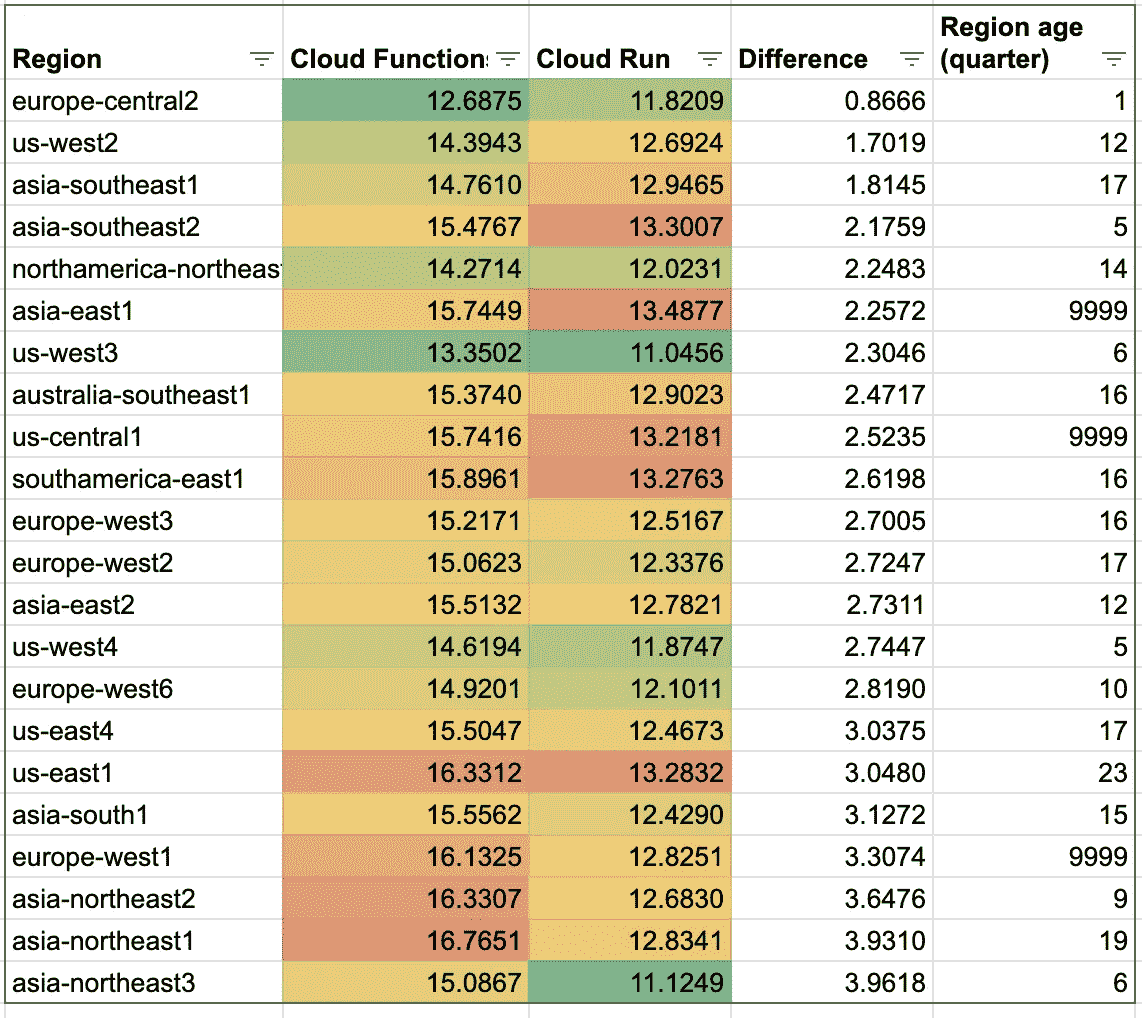 Region Cloud Functions Cloud Run Difference Region age (quarter)
europe-central2 12.6875 11.8209 0.8666 1
us-west2 14.3943 12.6924 1.7019 12
asia-southeast1 14.7610 12.9465 1.8145 17
asia-southeast2 15.4767 13.3007 2.1759 5
northamerica-northeas 14.2714 12.0231 2.2483 14
asia-east1 15.7449 13.4877 2.2572 9999
us-west3 13.3502 11.0456 2.3046 6
australia-southeast1 15.3740 12.9023 2.4717 16
us-central1 15.7416 13.2181 2.5235 9999
southamerica-east1 15.8961 13.2763 2.6198 16
europe-west3 15.2171 12.5167 2.7005 16
europe-west2 15.0623 12.3376 2.7247 17
asia-east2 15.5132 12.7821 2.7311 12
us-west4 14.6194 11.8747 2.7447 5
europe-west6 14.9201 12.1011 2.8190 10
us-east4 15.5047 12.4673 3.0375 17
us-east1 16.3312 13.2832 3.0480 23
asia-south1 15.5562 12.4290 3.1272 15
europe-west1 16.1325 12.8251 3.3074 9999
asia-northeast2 16.3307 12.6830 3.6476 9
asia-northeast1 16.7651 12.8341 3.9310 19
asia-northeast3 15.0867 11.1249 3.9618 6